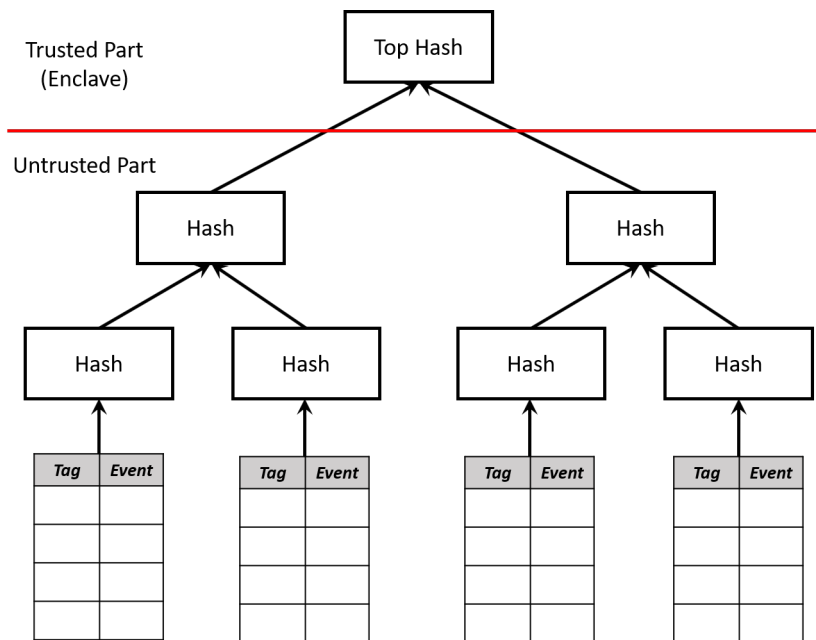 Trusted Part
(Enclave)
Top Hash
Untrusted Part
Hash
Hash
Hash
Hash
Hash
Hash
Tag Event
Tag Event
Tag Event
Tag Event